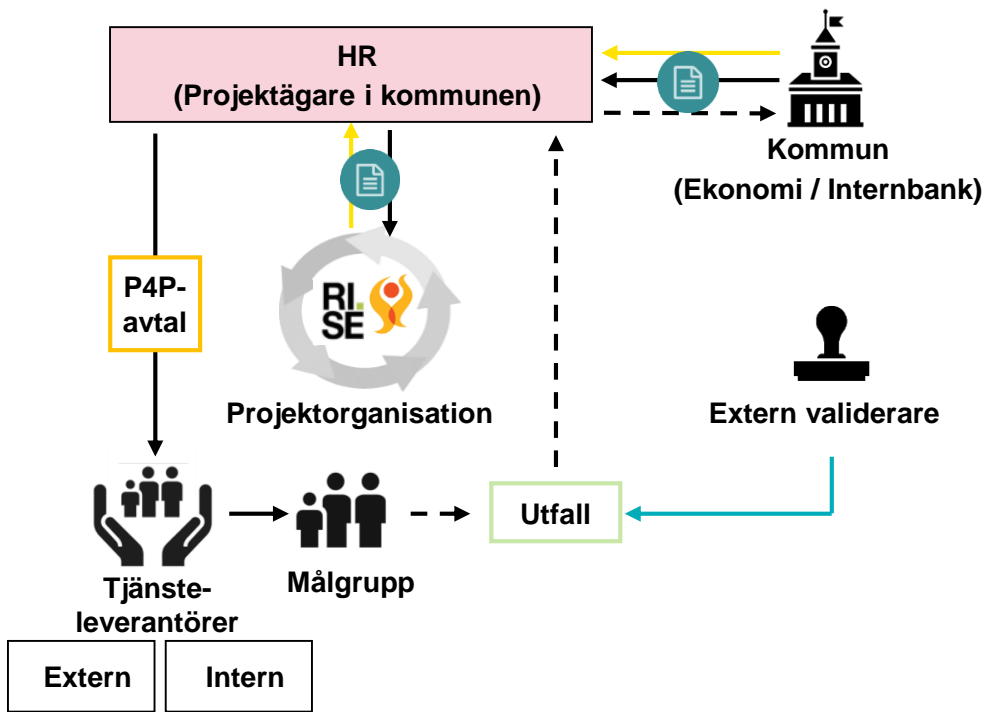 HR
(Projektägare i kommunen)
Kommun
(Ekonomi / Internbank)
P4P-
avtal
RI.
SE
Projektorganisation
Extern validerare
Utfall
Målgrupp
Tjänste-
leverantörer
Extern
Intern